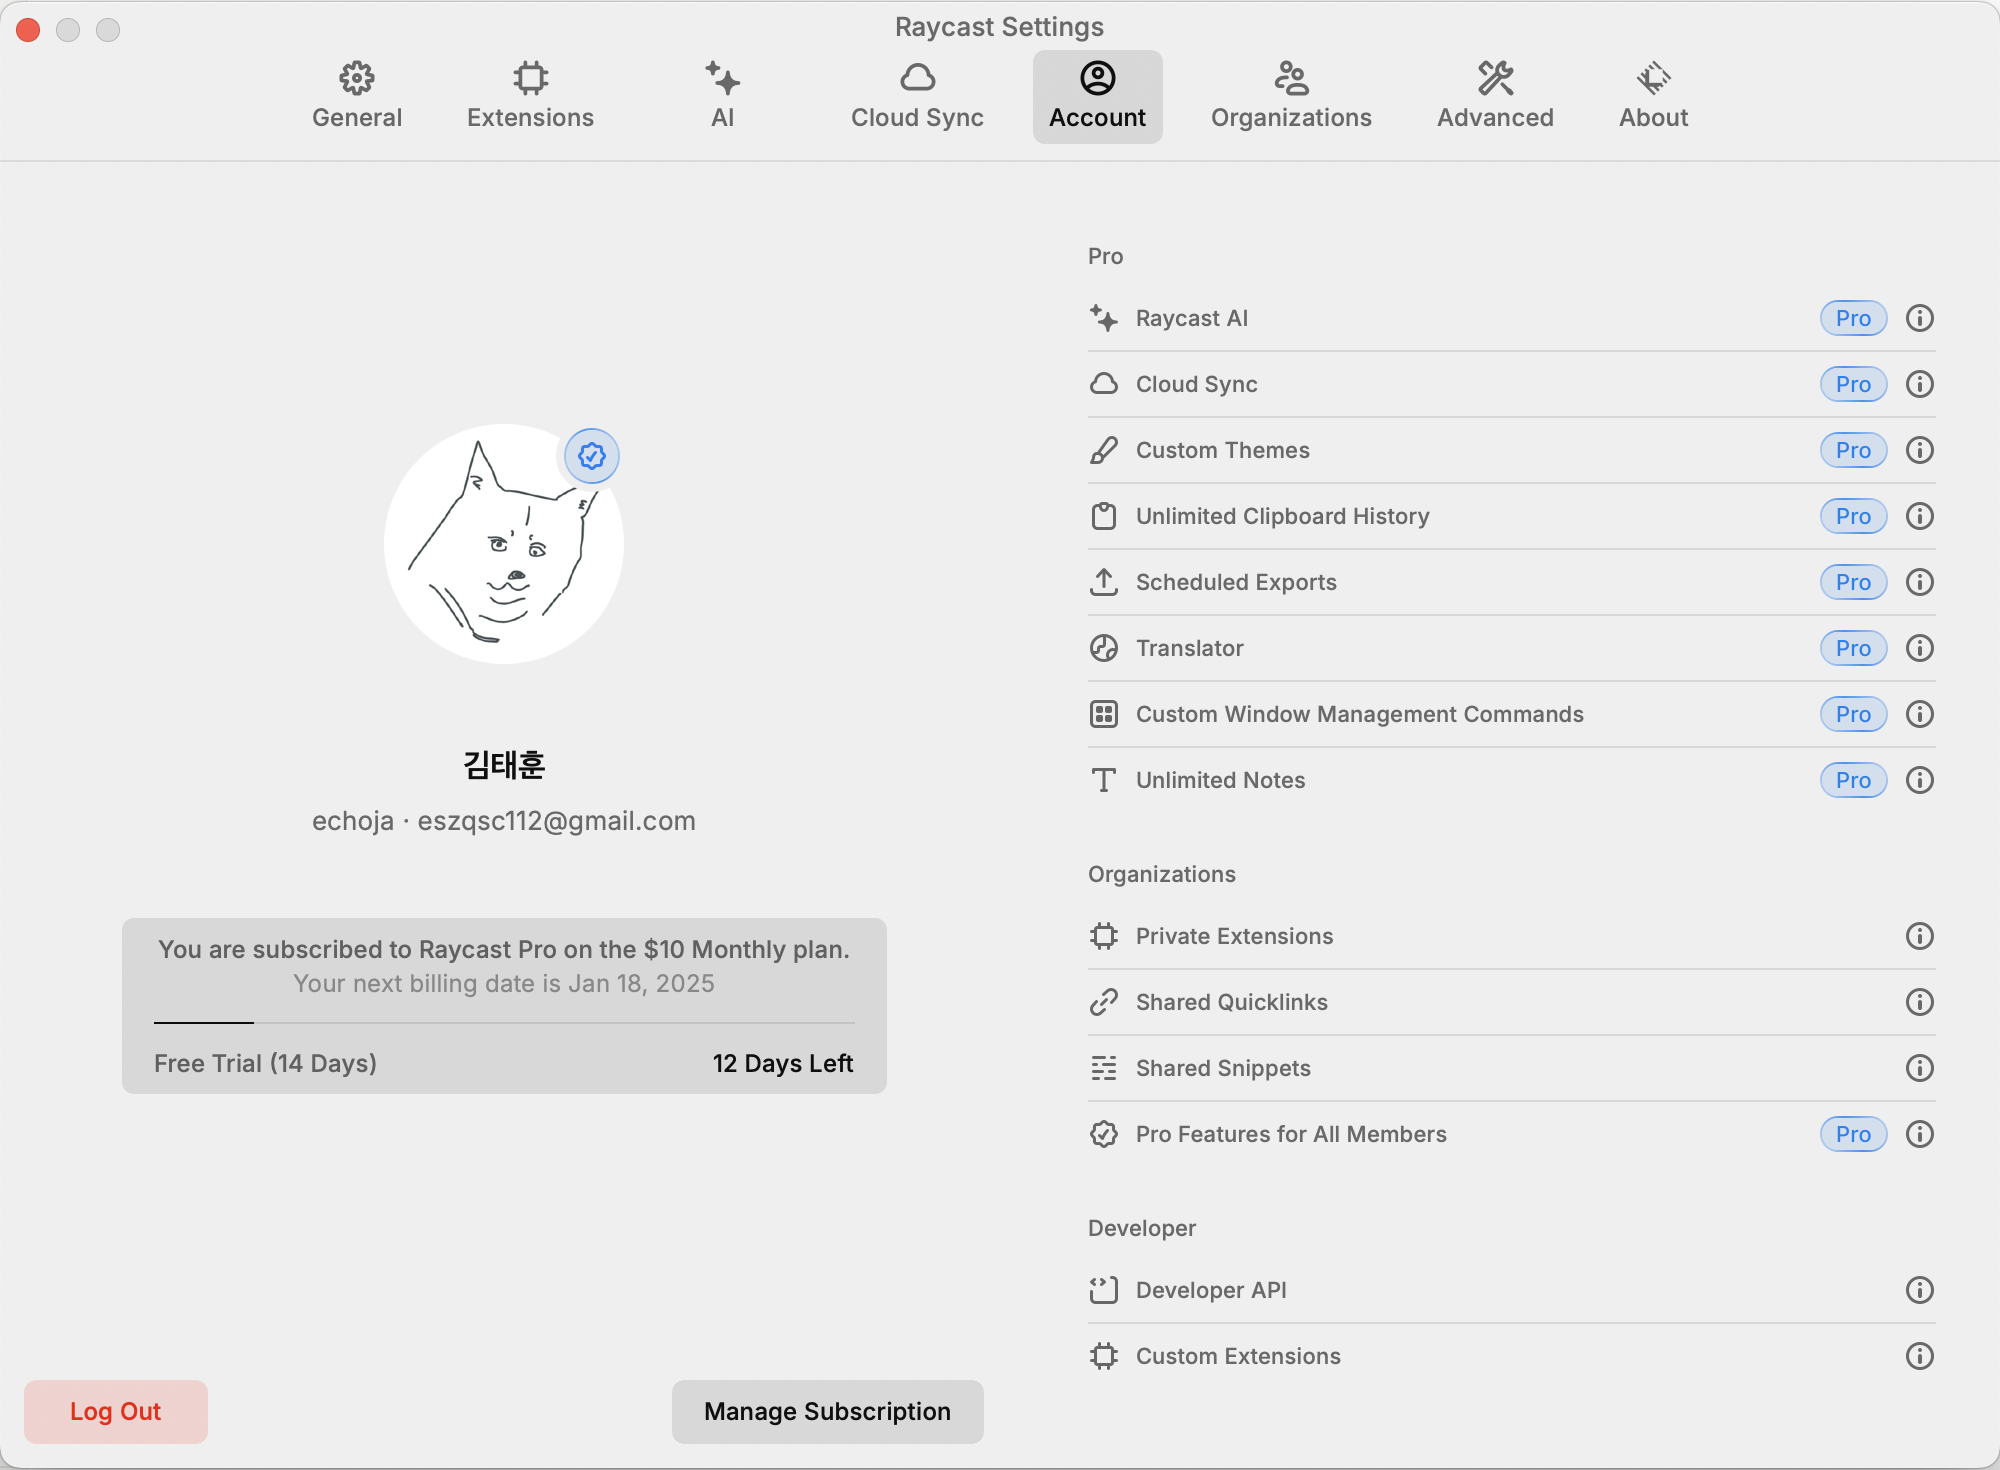 Raycast Settings
General
Extensions
AI
Cloud Sync
Account
Organizations
Advanced
About
김태훈
echoja · eszqsc112@gmail.com
You are subscribed to Raycast Pro on the $10 Monthly plan.
Your next billing date is Jan 18, 2025
Free Trial (14 Days) 12 Days Left
Log Out
Manage Subscription
Pro
Raycast AI Pro
Cloud Sync Pro
Custom Themes Pro
Unlimited Clipboard History Pro
Scheduled Exports Pro
Translator Pro
Custom Window Management Commands Pro
Unlimited Notes Pro
Organizations
Private Extensions
Shared Quicklinks
Shared Snippets
Pro Features for All Members Pro
Developer
Developer API
Custom Extensions